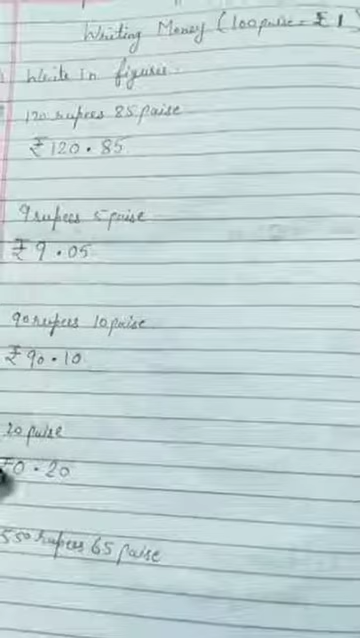 Writing Money (100 paise = ₹ 1
Write in figures.
120 rupees 85 paise
₹120.85
9 rupees 5 paise
₹ 9.05
90 rupees 10 paise
₹ 90.10
20 paise
₹0.20
550 rupees 65 paise